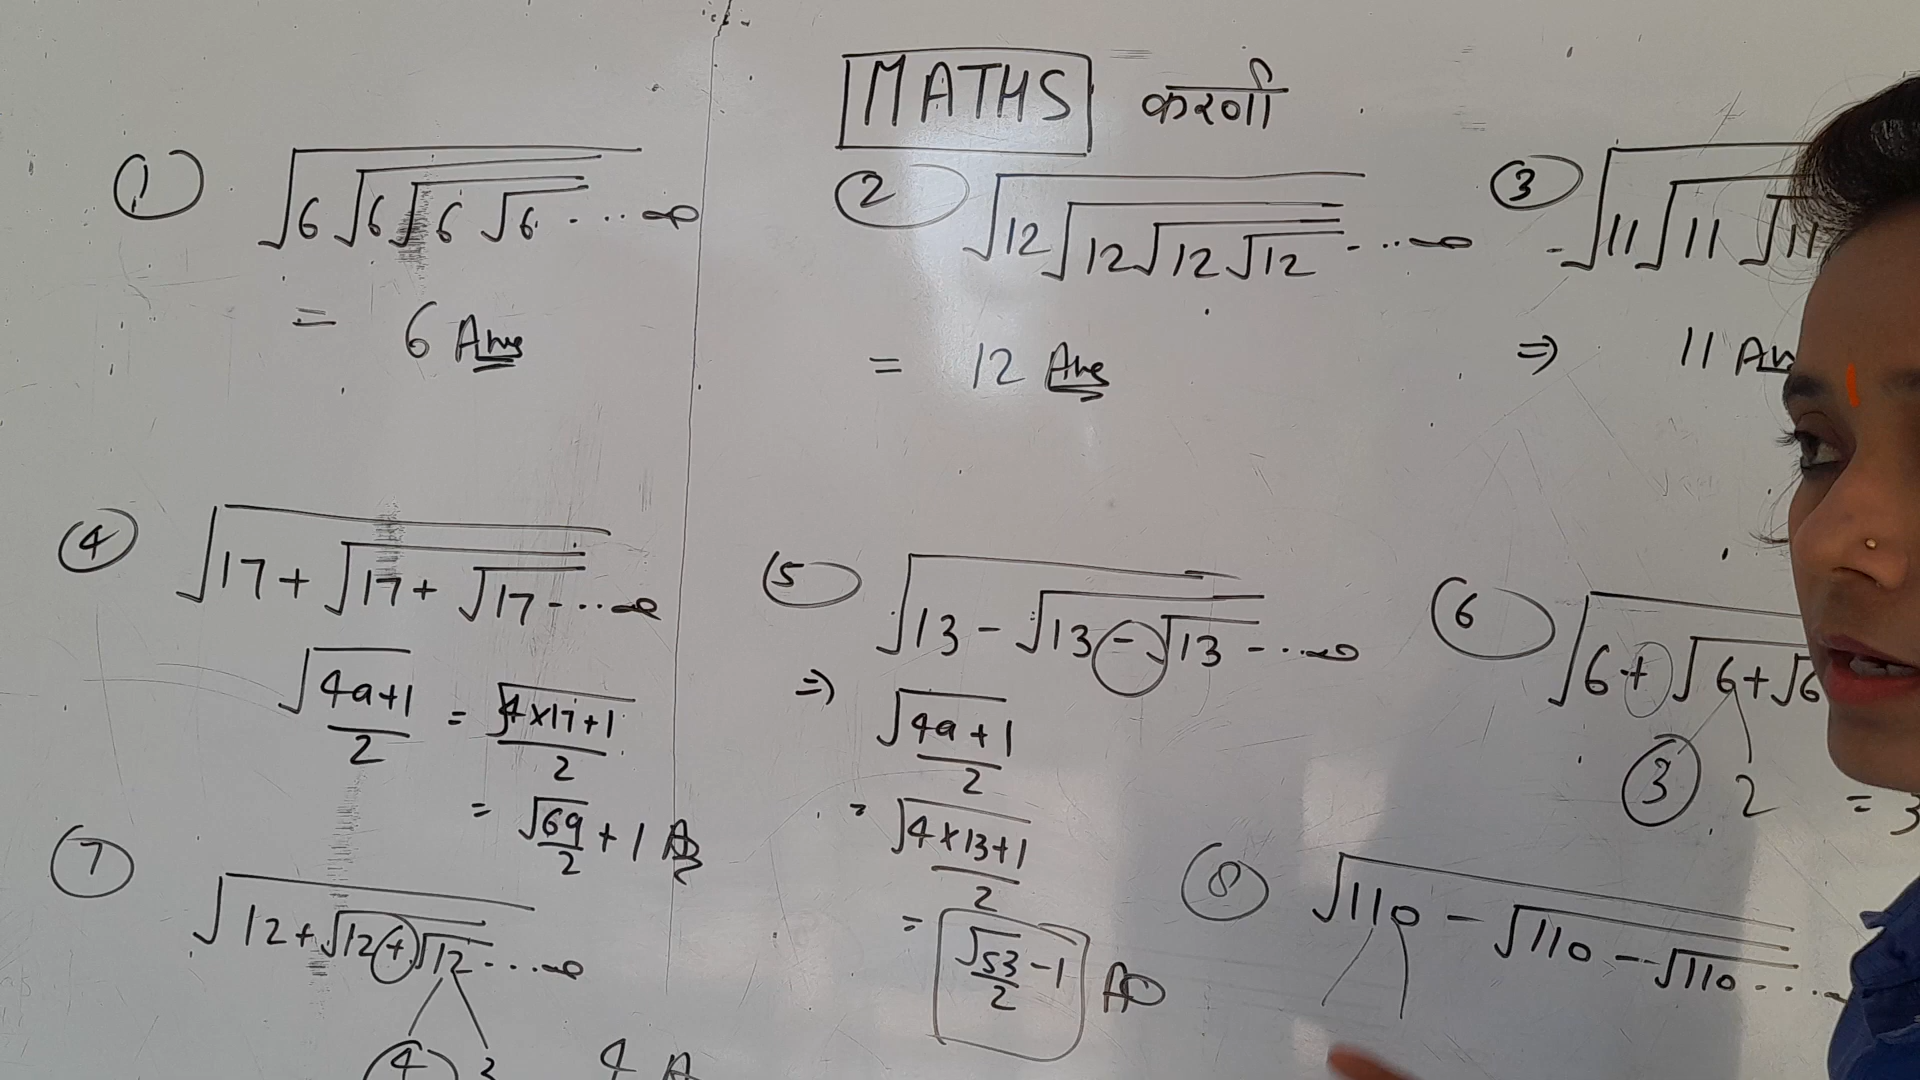 MATHS करणी
① √6√6√6√6....∞
= 6 Ans
② √12√12√12√12....∞
= 12 Ans
③ √11√11√11
⇒ 11 An
④ √17+√17+√17....∞
√4a+1/2 = √4×17+1/2
= √69/2 + 1 As
⑤ √13-√13-√13....∞
⇒ √4a+1/2
= √4×13+1/2
= √53/2 - 1 As
⑥ √6+√6+√6
③ 2 = 3
⑦ √12+√12+√12....∞
④ 3 4 A
⑧ √110-√110-√110....